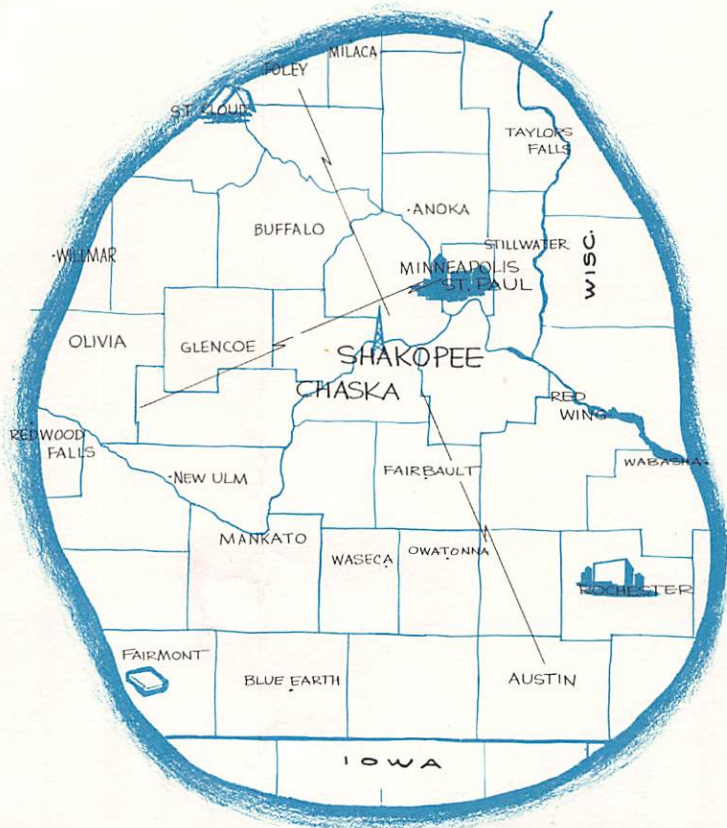 MILACA
FOLEY
ST. CLOUD
TAYLORS
FALLS
ANOKA
BUFFALO
STILLWATER
WISC.
WILLMAR
MINNEAPOLIS
ST. PAUL
OLIVIA
GLENCOE
SHAKOPEE
CHASKA
RED
WING
REDWOOD
FALLS
WABASHA
NEW ULM
FAIRBAULT
MANKATO
WASECA
OWATONNA
ROCHESTER
FAIRMONT
BLUE EARTH
AUSTIN
IOWA